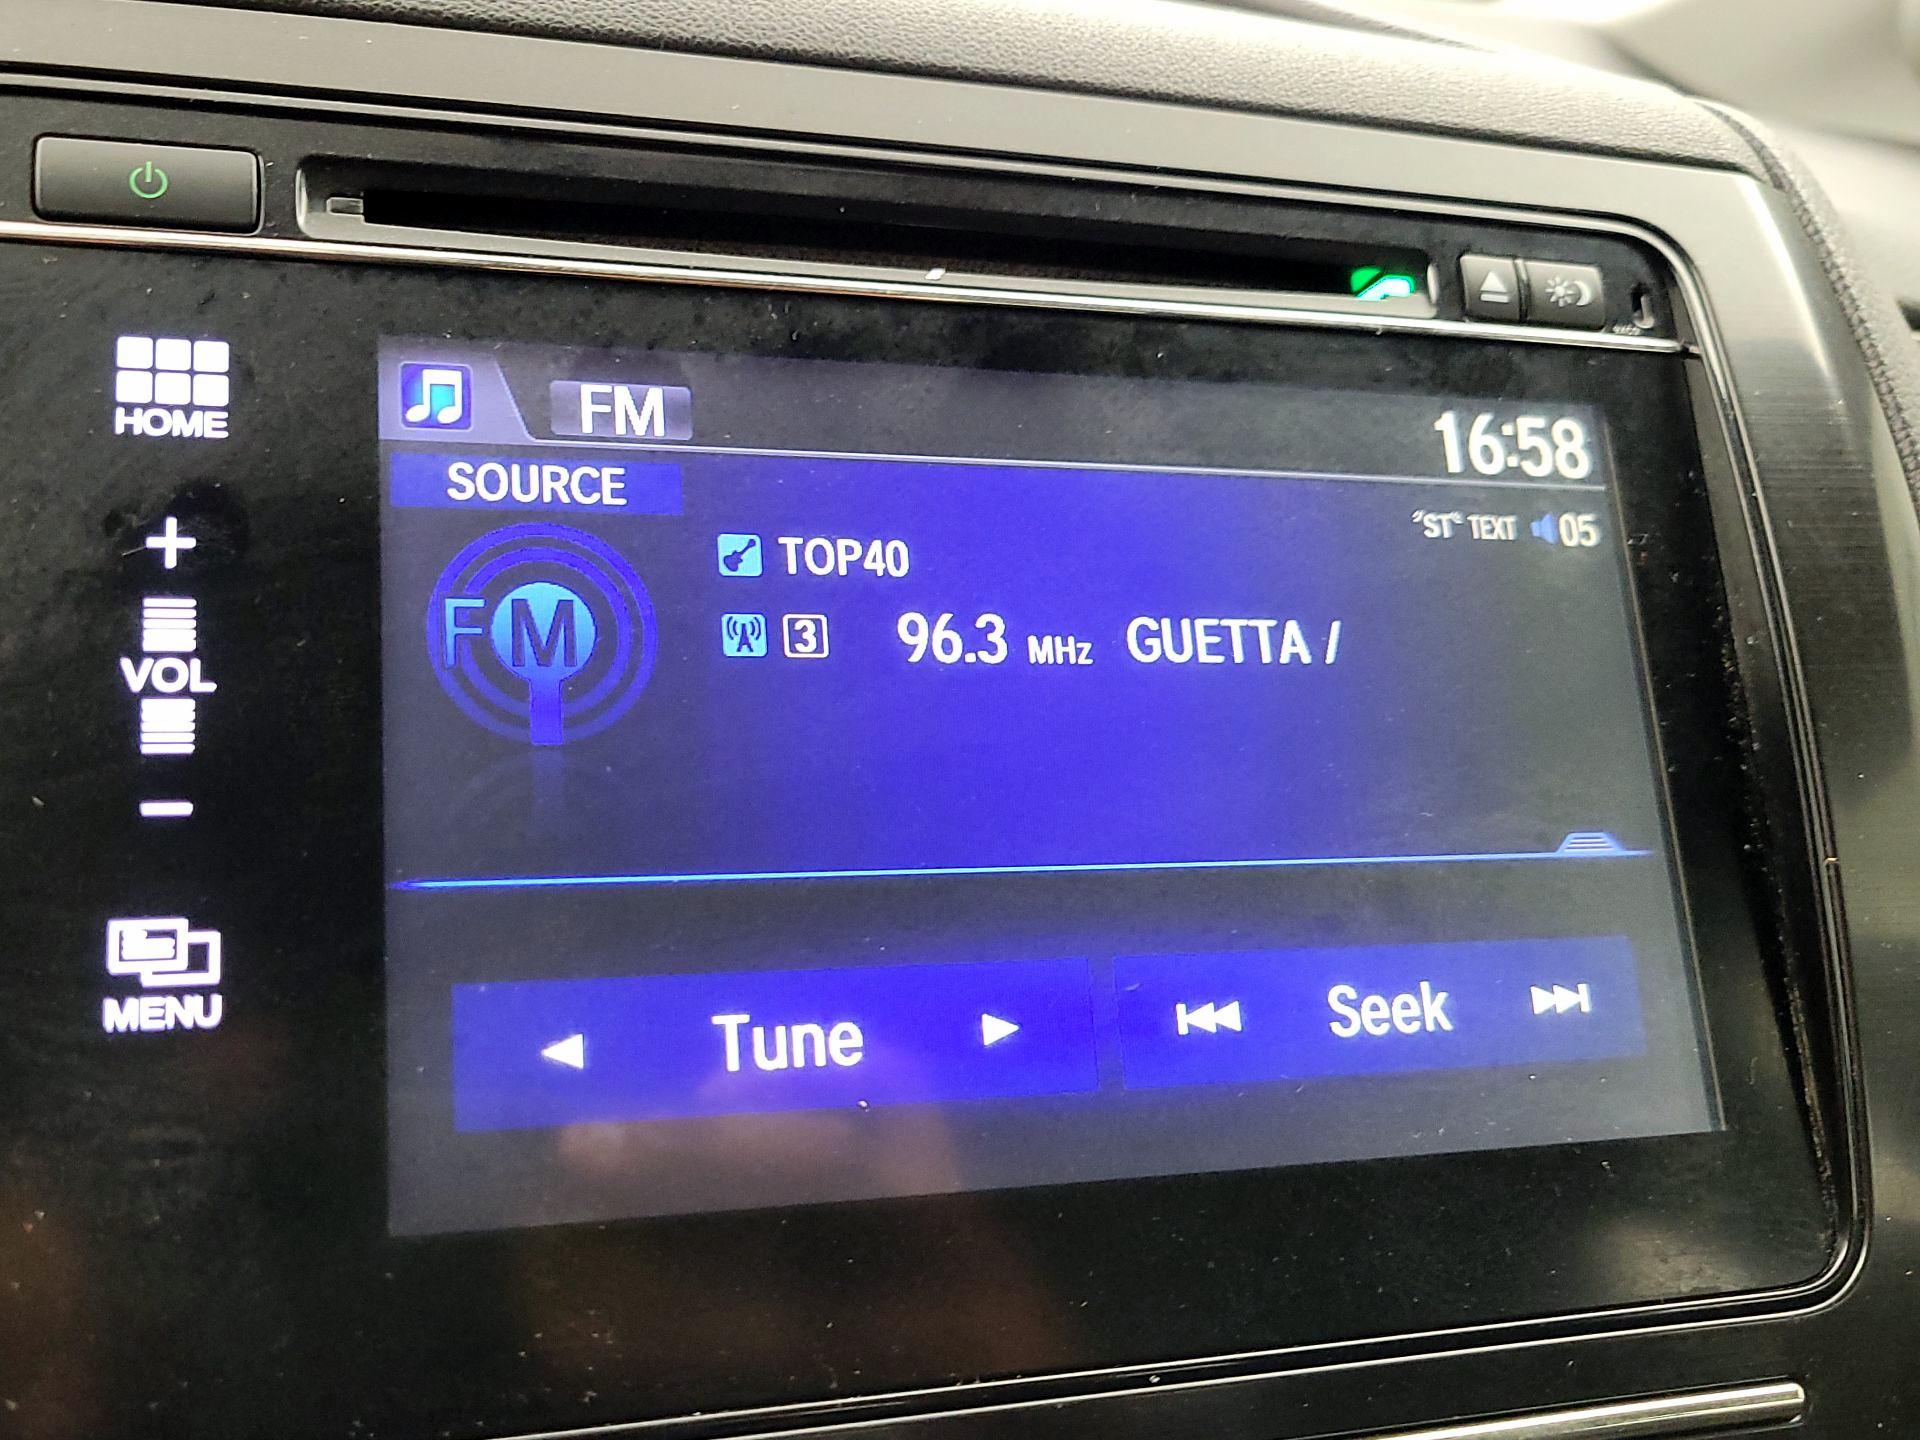 HOME
+
VOL
−
MENU
FM
16:58
SOURCE
ST TEXT 05
FM
TOP40
3 96.3 MHz GUETTA /
Tune
Seek